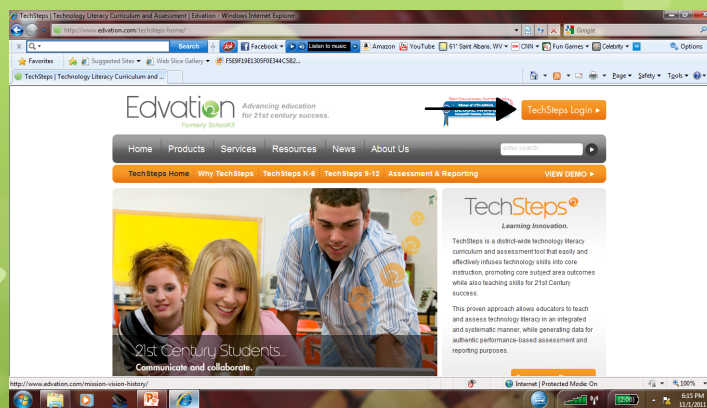 TechSteps | Technology Literacy Curriculum and Assessment | Edvation - Windows Internet Explorer
http://www.edvation.com/techsteps-home/
Google
Search
Facebook
Listen to music
Amazon
YouTube
61° Saint Albans, WV
CNN
Fun Games
Celebrity
Options
Favorites
Suggested Sites
Web Slice Gallery
F5E9F19E1305F0E344C5B2...
TechSteps | Technology Literacy Curriculum and ...
Page
Safety
Tools
Edvation
Formerly SchoolKiT
Advancing education
for 21st century success.
TechSteps Login
Home Products Services Resources News About Us
enter search
TechSteps Home Why TechSteps TechSteps K-8 TechSteps 9-12 Assessment & Reporting VIEW DEMO
TechSteps
Learning Innovation.
TechSteps is a district-wide technology literacy
curriculum and assessment tool that easily and
effectively infuses technology skills into core
instruction, promoting core subject area outcomes
while also teaching skills for 21st Century
success.
This proven approach allows educators to teach
and assess technology literacy in an integrated
and systematic manner, while generating data for
authentic performance-based assessment and
reporting purposes.
21st Century Students...
Communicate and collaborate.
http://www.edvation.com/mission-vision-history/
Internet | Protected Mode: On
100%
(2:06)
6:15 PM
11/1/2011